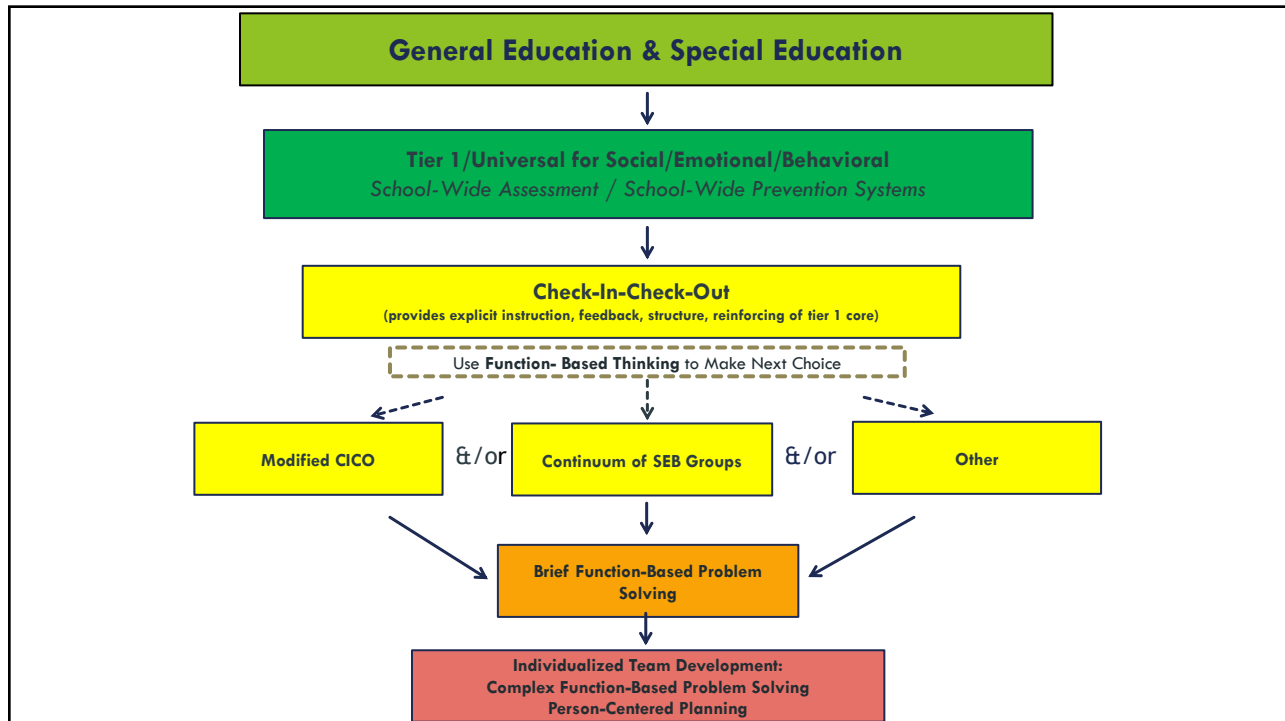 General Education & Special Education
Tier 1/Universal for Social/Emotional/Behavioral
School-Wide Assessment / School-Wide Prevention Systems
Check-In-Check-Out
(provides explicit instruction, feedback, structure, reinforcing of tier 1 core)
Use Function- Based Thinking to Make Next Choice
Modified CICO
&/or
Continuum of SEB Groups
&/or
Other
Brief Function-Based Problem
Solving
Individualized Team Development:
Complex Function-Based Problem Solving
Person-Centered Planning